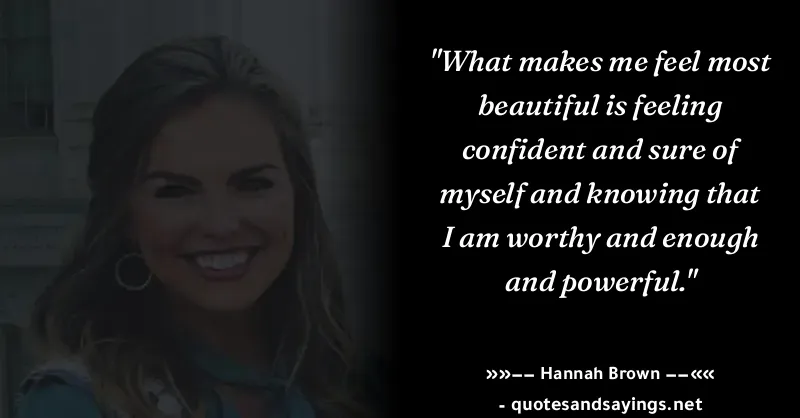 "What makes me feel most
beautiful is feeling
confident and sure of
myself and knowing that
I am worthy and enough
and powerful."
»»—— Hannah Brown ——««
- quotesandsayings.net